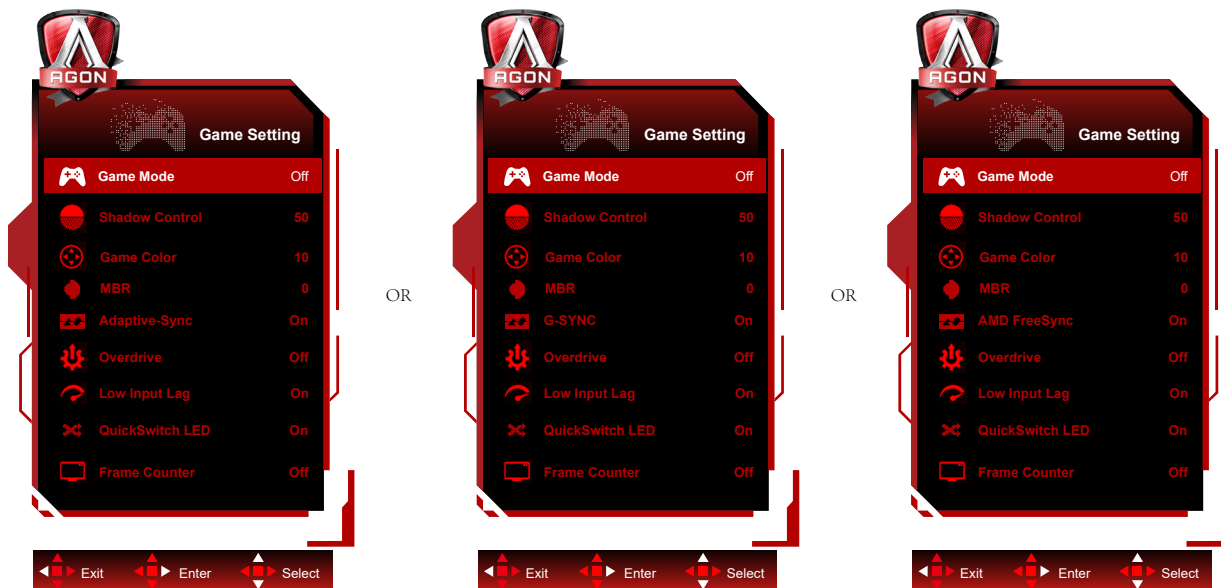 AGON
Game Setting
Game Mode Off
Shadow Control 50
Game Color 10
MBR 0
Adaptive-Sync On
Overdrive Off
Low Input Lag On
QuickSwitch LED On
Frame Counter Off
Exit Enter Select
OR
AGON
Game Setting
Game Mode Off
Shadow Control 50
Game Color 10
MBR 0
G-SYNC On
Overdrive Off
Low Input Lag On
QuickSwitch LED On
Frame Counter Off
Exit Enter Select
OR
AGON
Game Setting
Game Mode Off
Shadow Control 50
Game Color 10
MBR 0
AMD FreeSync On
Overdrive Off
Low Input Lag On
QuickSwitch LED On
Frame Counter Off
Exit Enter Select